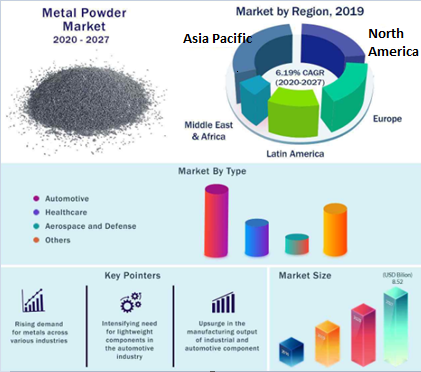 Metal Powder
Market
2020 - 2027
Market by Region, 2019
Asia Pacific
North
America
6.19% CAGR
(2020-2027)
Middle East
& Africa
Europe
Latin America
Market By Type
Automotive
Healthcare
Aerospace and Defense
Others
Key Pointers
Rising demand
for metals across
various industries
Intensifying need
for lightweight
components in
the automotive
industry
Upsurge in the
manufacturing output
of industrial and
automotive component
Market Size
(USD Billion)
8.52